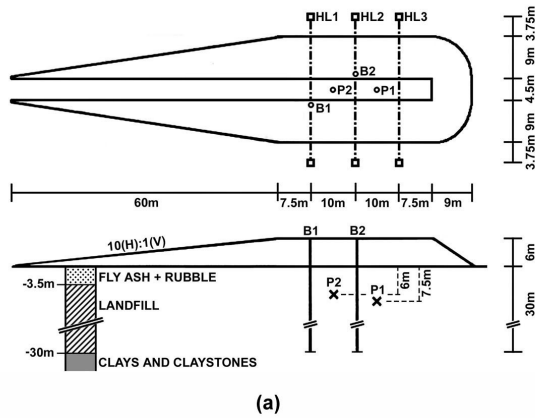 HL1 HL2 HL3
3.75m
9m
B2
P2 P1
4.5m
B1
9m
3.75m
60m 7.5m 10m 10m 7.5m 9m
B1 B2
10(H):1(V)
6m
FLY ASH + RUBBLE
-3.5m
P2 P1
6m
7.5m
LANDFILL
30m
-30m
CLAYS AND CLAYSTONES
(a)